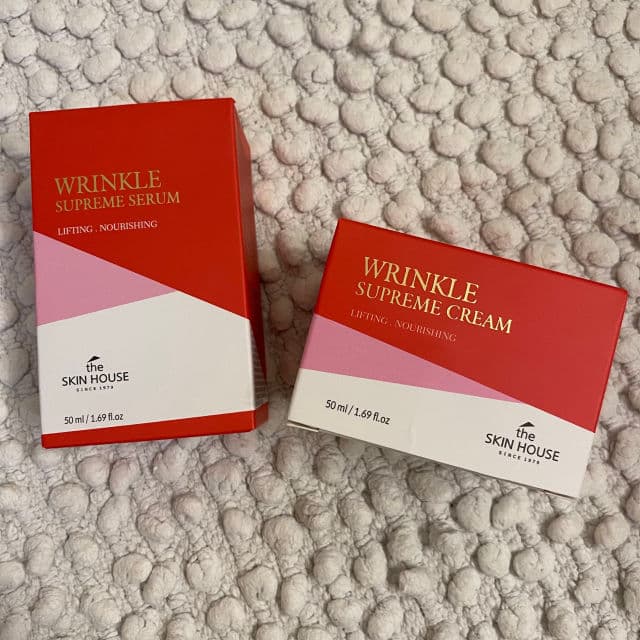 WRINKLE
SUPREME SERUM
LIFTING . NOURISHING
the
SKIN HOUSE
SINCE 1979
50 ml / 1.69 fl.oz
WRINKLE
SUPREME CREAM
LIFTING . NOURISHING
50 ml / 1.69 fl.oz
the
SKIN HOUSE
SINCE 1979